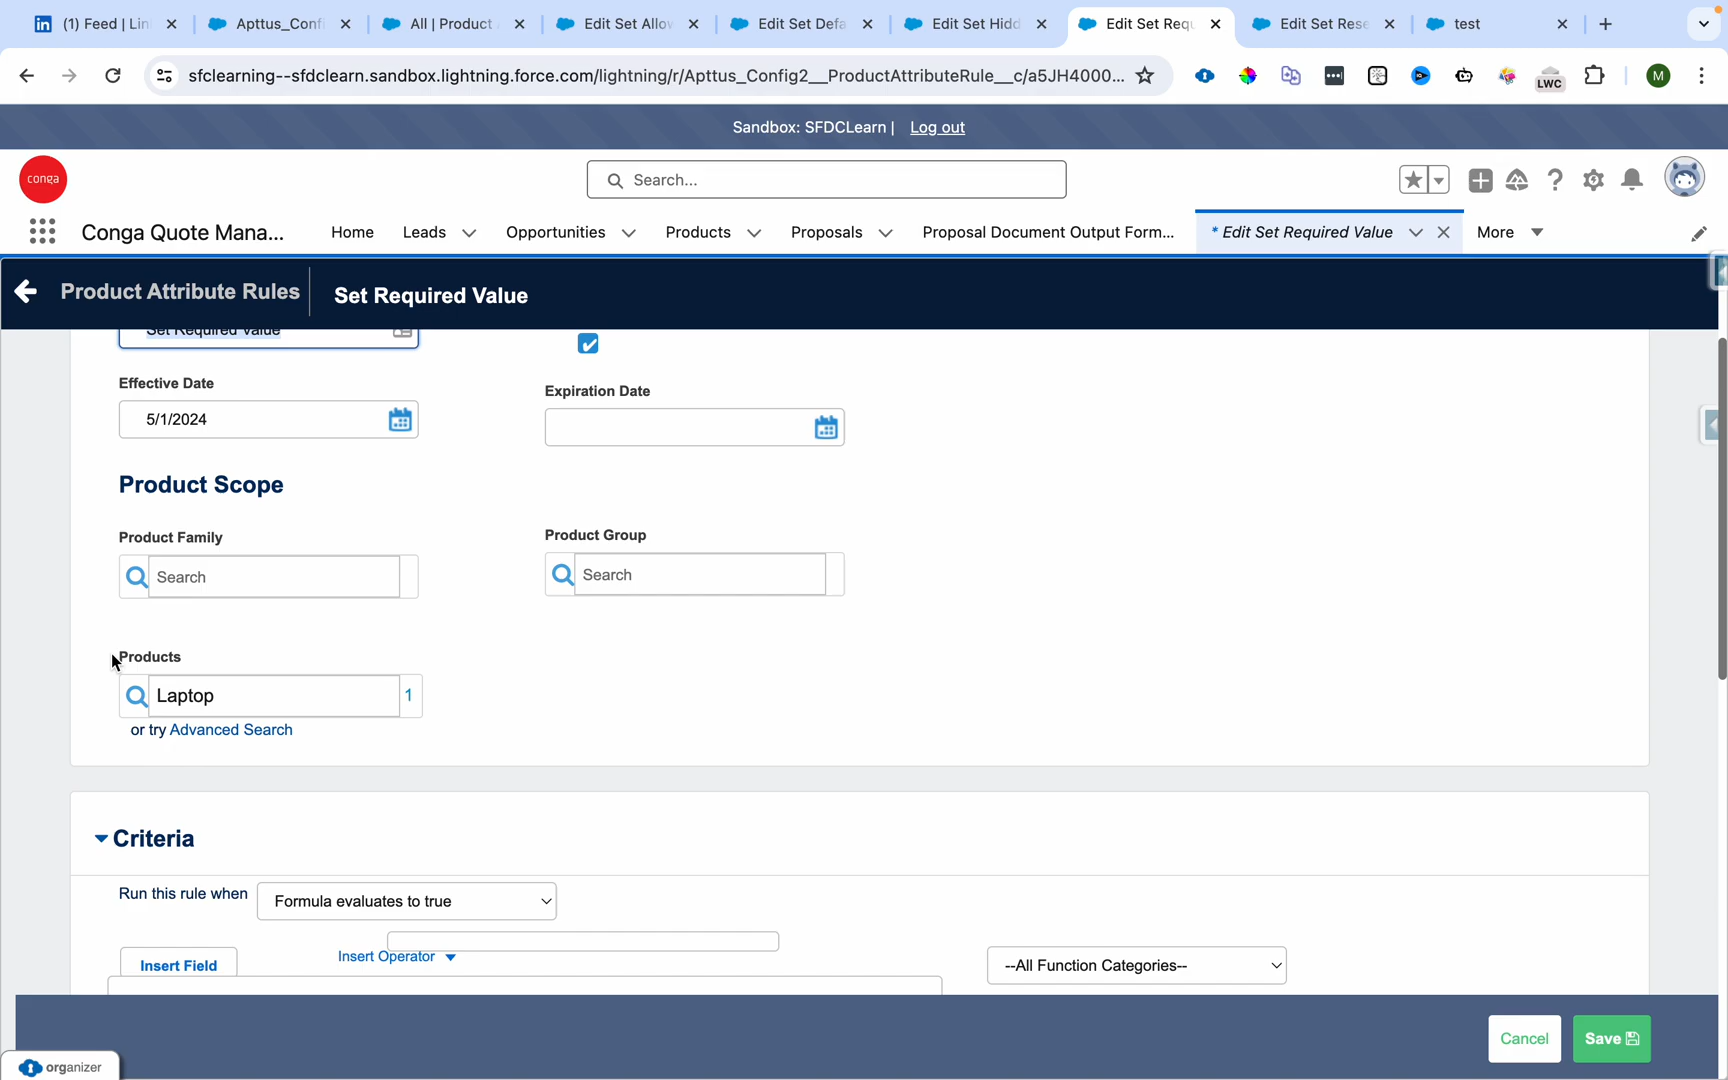 (1) Feed | Lin
Apttus_Confi
All | Product
Edit Set Allo
Edit Set Defa
Edit Set Hidd
Edit Set Requ
Edit Set Rese
test
sfclearning--sfdclearn.sandbox.lightning.force.com/lightning/r/Apttus_Config2__ProductAttributeRule__c/a5JH4000...
LWC
M
Sandbox: SFDCLearn | Log out
conga
Search...
Conga Quote Mana...
Home
Leads
Opportunities
Products
Proposals
Proposal Document Output Form...
* Edit Set Required Value
More
Product Attribute Rules
Set Required Value
Set Required Value
Effective Date
Expiration Date
5/1/2024
Product Scope
Product Family
Product Group
Search
Search
Products
Laptop
1
or try Advanced Search
Criteria
Run this rule when
Formula evaluates to true
Insert Field
Insert Operator
--All Function Categories--
Cancel
Save
organizer